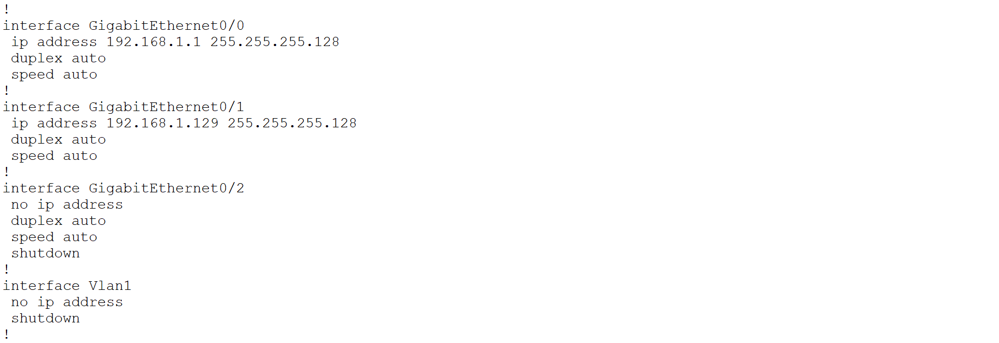 !
interface GigabitEthernet0/0
 ip address 192.168.1.1 255.255.255.128
 duplex auto
 speed auto
!
interface GigabitEthernet0/1
 ip address 192.168.1.129 255.255.255.128
 duplex auto
 speed auto
!
interface GigabitEthernet0/2
 no ip address
 duplex auto
 speed auto
 shutdown
!
interface Vlan1
 no ip address
 shutdown
!